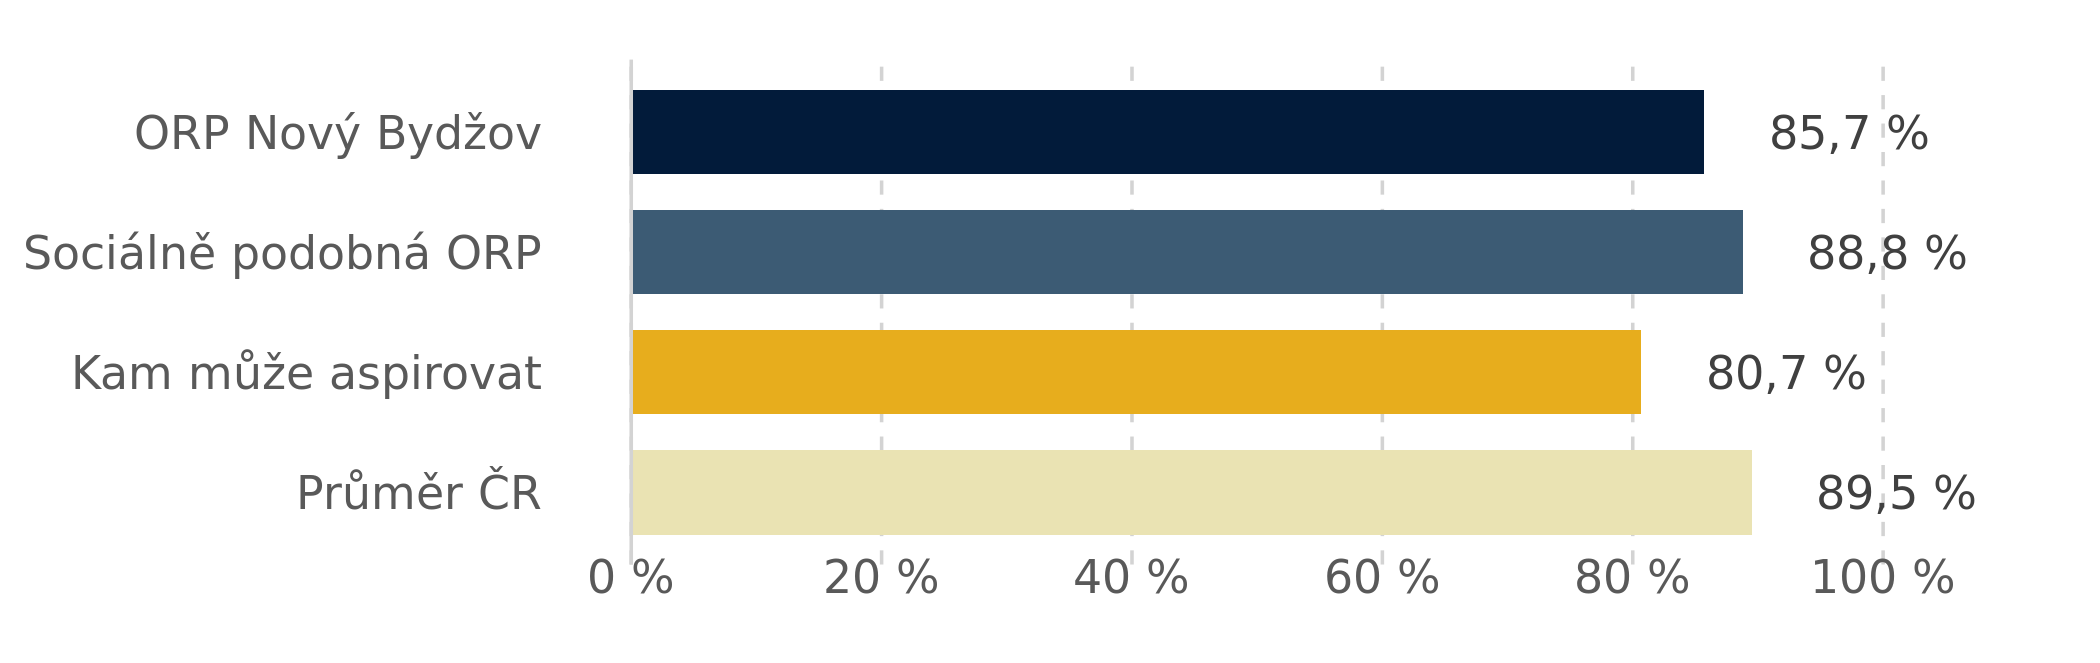 ORP Nový Bydžov 85,7 %
Sociálně podobná ORP 88,8 %
Kam může aspirovat 80,7 %
Průměr ČR 89,5 %
0 % 20 % 40 % 60 % 80 % 100 %